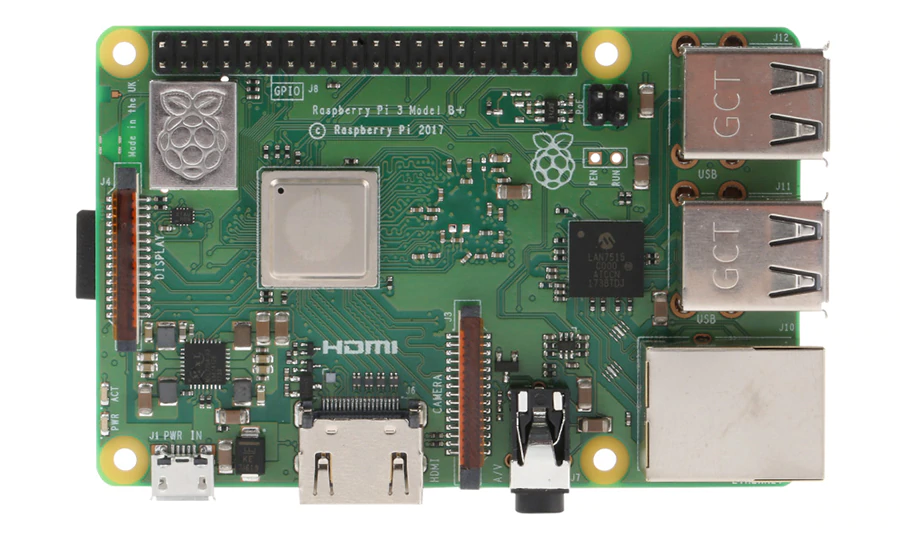 J12
GPIO J8
PoE
Made in the UK
Raspberry Pi 3 Model B+
© Raspberry Pi 2017
GCT
PEN
RUN
USB
J4
J11
DISPLAY
GCT
LAN7515
USB
J10
J3
HDMI
CAMERA
ACT
PWR
J6
J1 PWR IN
HDMI
A/V
J7